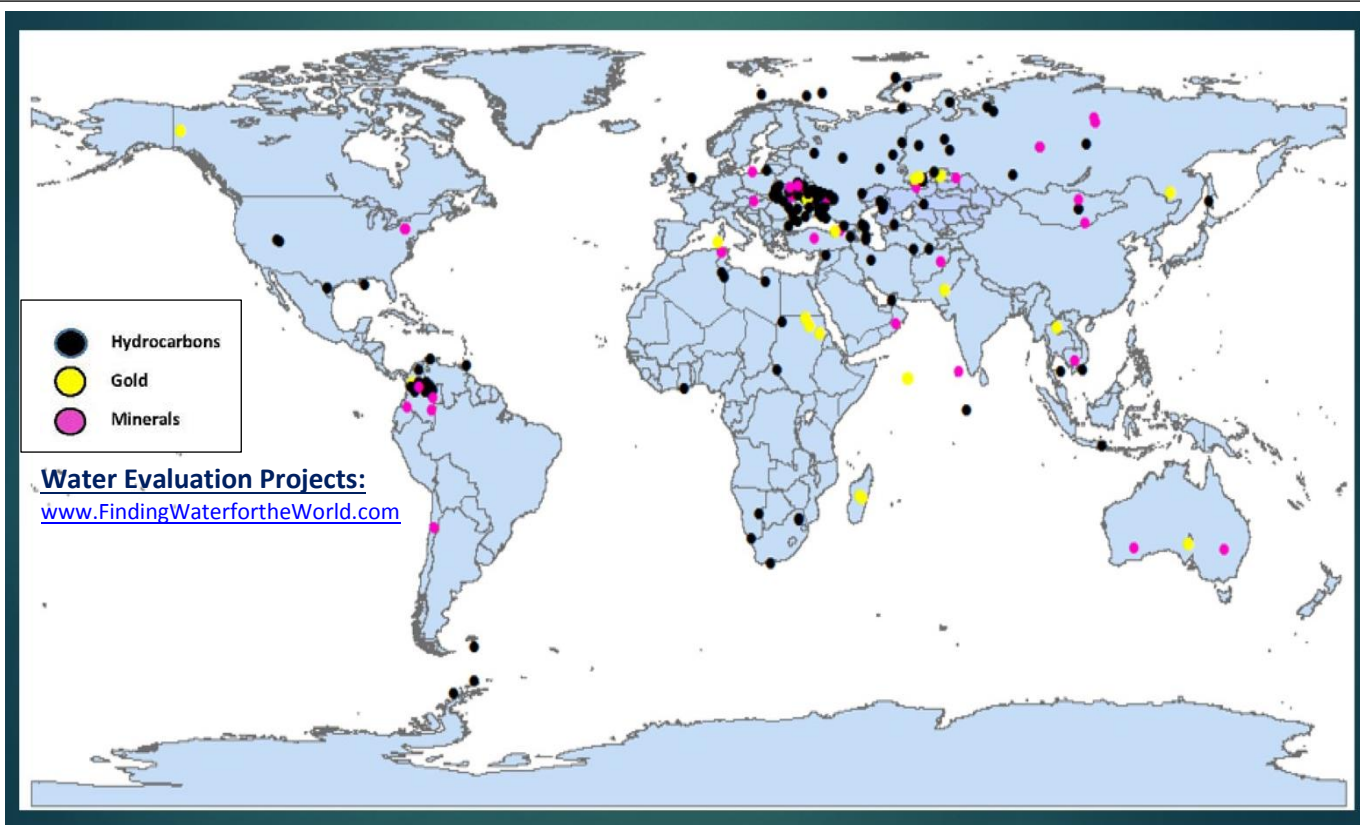 Hydrocarbons
Gold
Minerals
Water Evaluation Projects:
www.FindingWaterfortheWorld.com